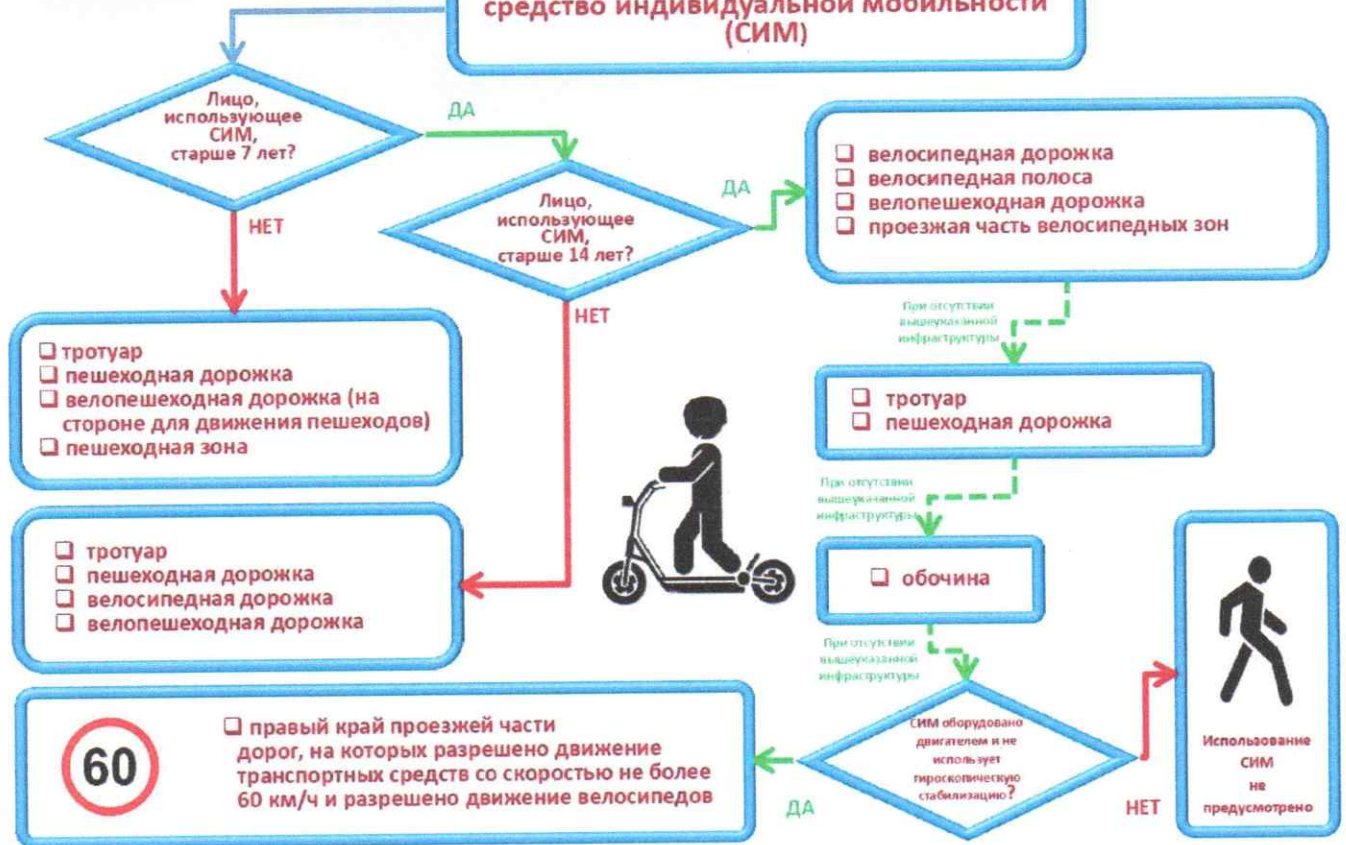 средство индивидуальной мобильности
(СИМ)
Лицо,
использующее
СИМ,
старше 7 лет?
ДА
НЕТ
Лицо,
использующее
СИМ,
старше 14 лет?
ДА
НЕТ
велосипедная дорожка
велосипедная полоса
велопешеходная дорожка
проезжая часть велосипедных зон
При отсутствии
вышеуказанной
инфраструктуры
тротуар
пешеходная дорожка
велопешеходная дорожка (на
стороне для движения пешеходов)
пешеходная зона
тротуар
пешеходная дорожка
При отсутствии
вышеуказанной
инфраструктуры
тротуар
пешеходная дорожка
велосипедная дорожка
велопешеходная дорожка
обочина
При отсутствии
вышеуказанной
инфраструктуры
СИМ оборудовано
двигателем и не
использует
гироскопическую
стабилизацию?
ДА
НЕТ
60
правый край проезжей части
дорог, на которых разрешено движение
транспортных средств со скоростью не более
60 км/ч и разрешено движение велосипедов
Использование
СИМ
не
предусмотрено